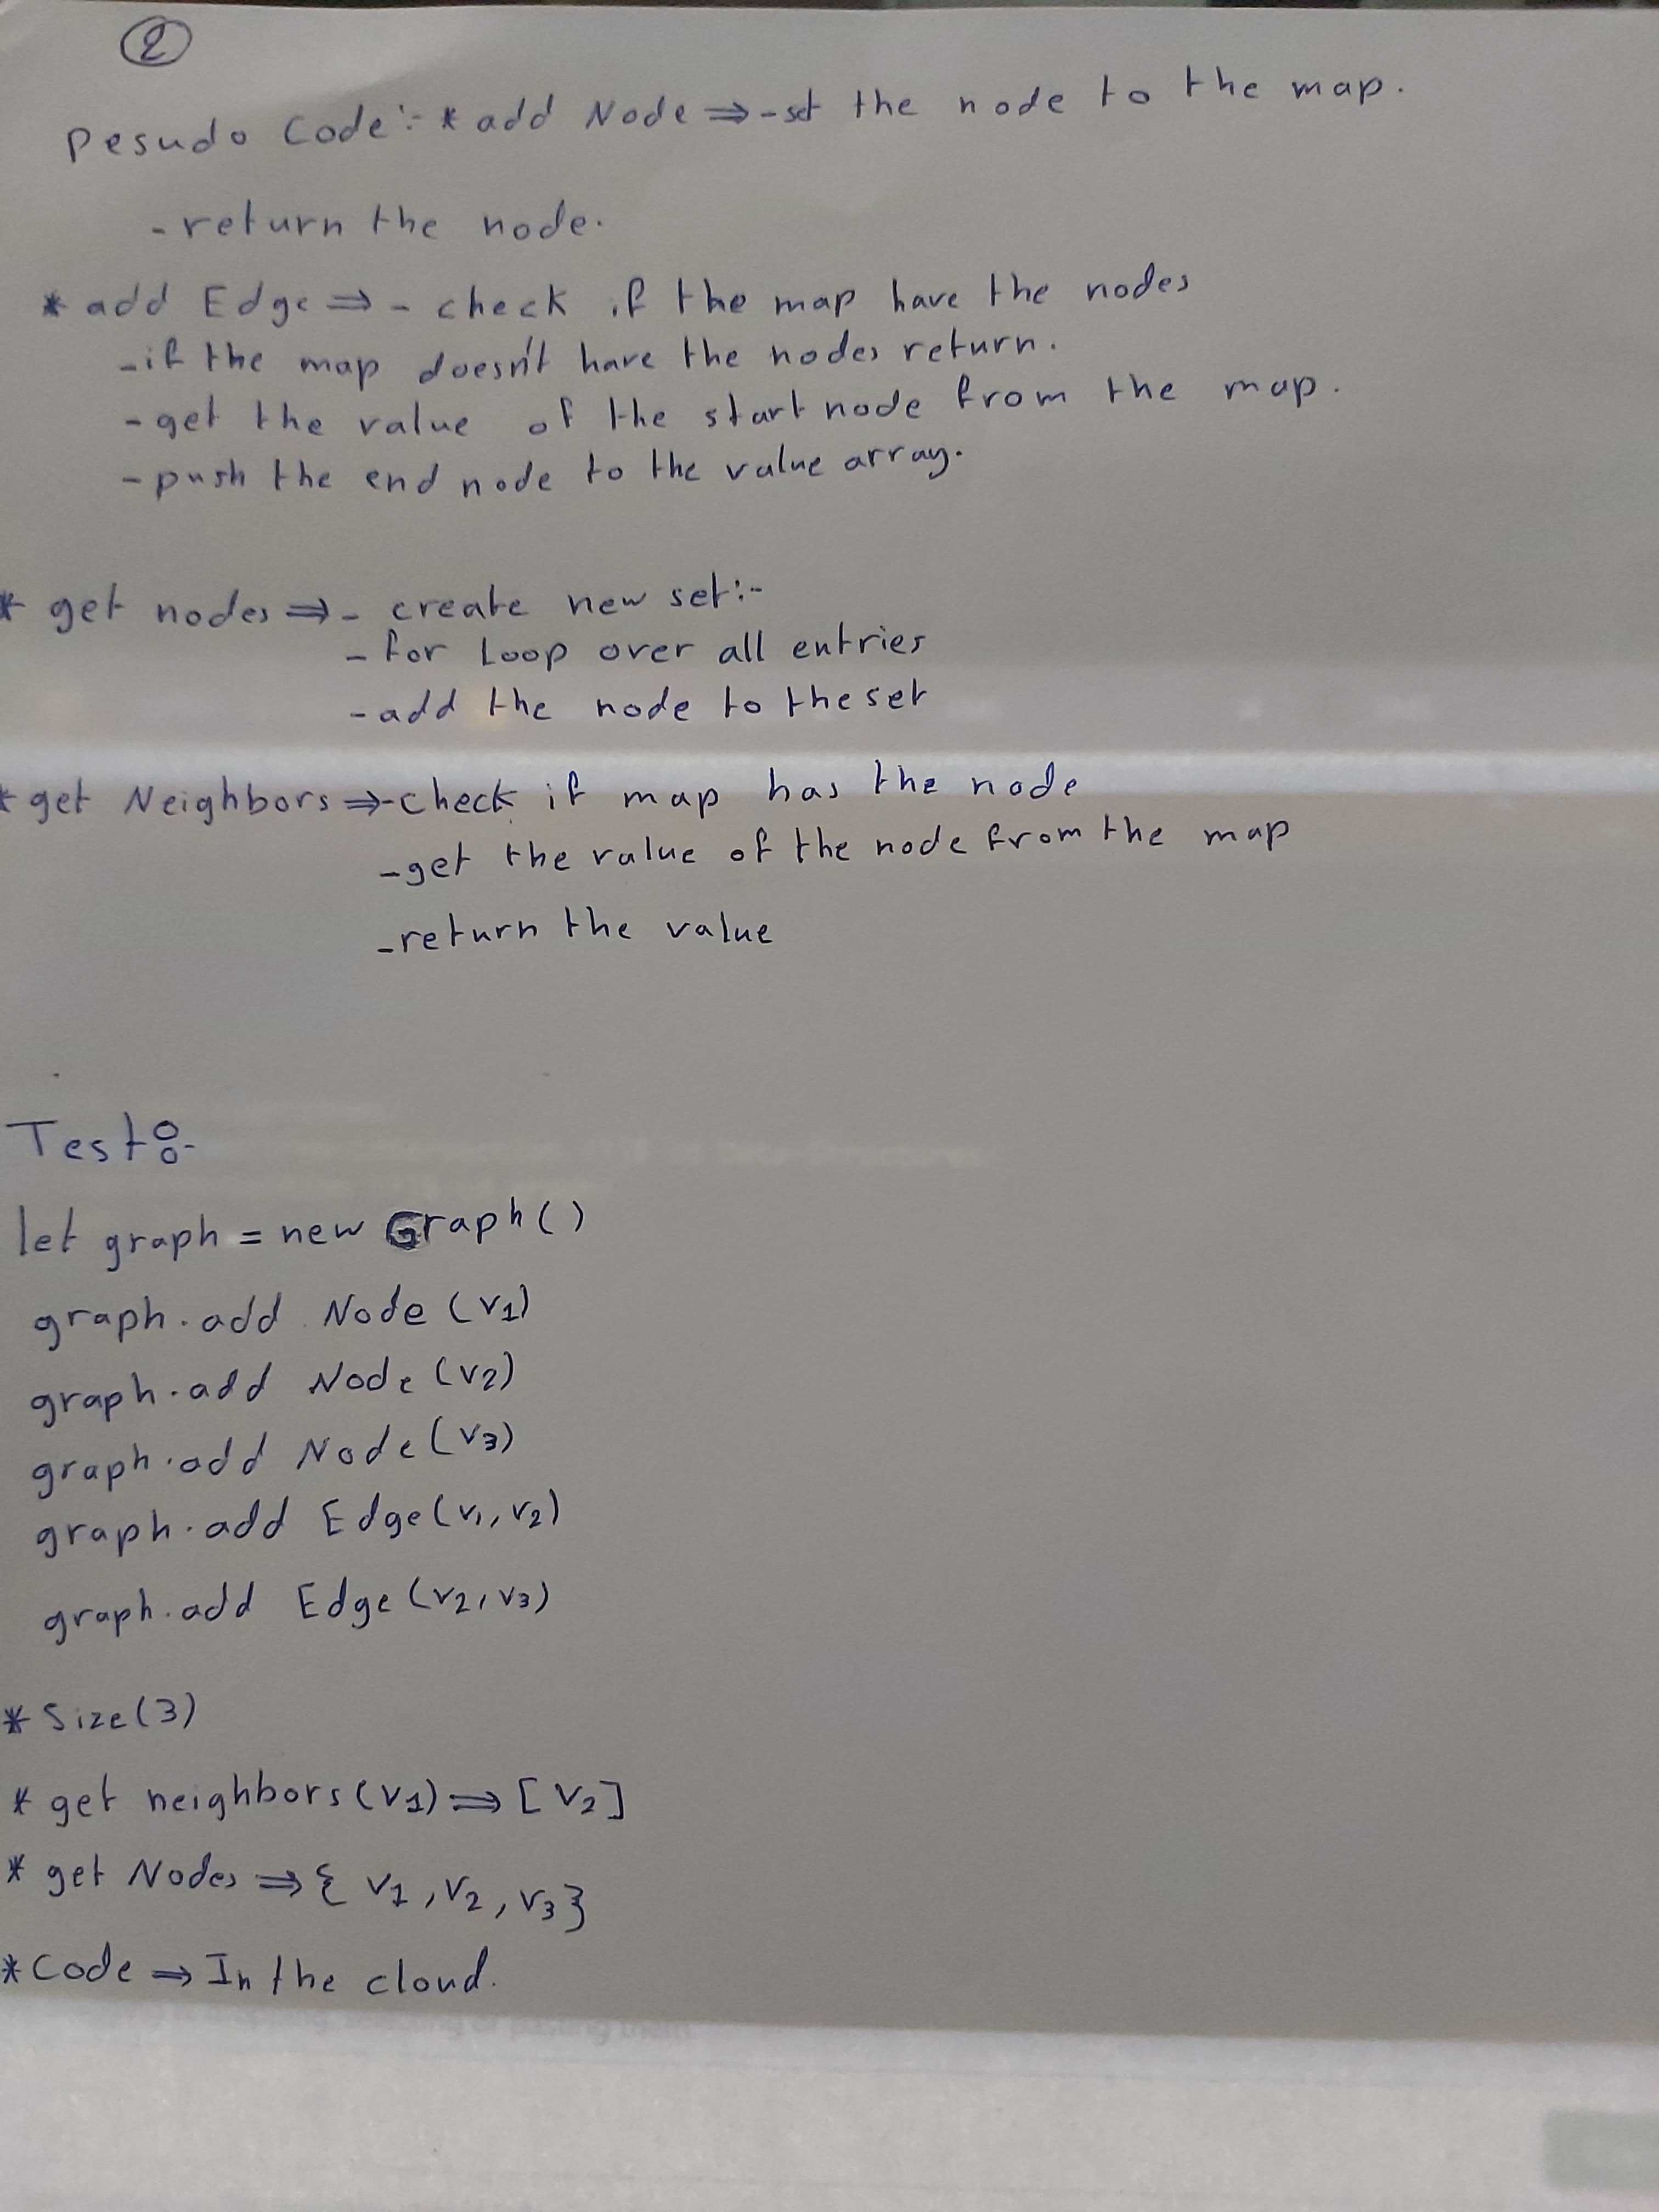 2
Pesudo Code:- * add Node ⇒ - set the node to the map.
- return the node.
* add Edge ⇒ - check if the map have the nodes
- if the map doesn't have the nodes return.
- get the value of the start node from the map.
- push the end node to the value array.
* get nodes ⇒ - create new set:-
- for Loop over all entries
- add the node to the set
* get Neighbors ⇒ - check if map has the node
- get the value of the node from the map
- return the value
Test:-
let graph = new Graph()
graph.add Node (v1)
graph.add Node (v2)
graph.add Node (v3)
graph.add Edge (v1, v2)
graph.add Edge (v2, v3)
* Size (3)
* get neighbors (v1) ⇒ [v2]
* get Nodes ⇒ { v1, v2, v3 }
* Code ⇒ In the cloud.